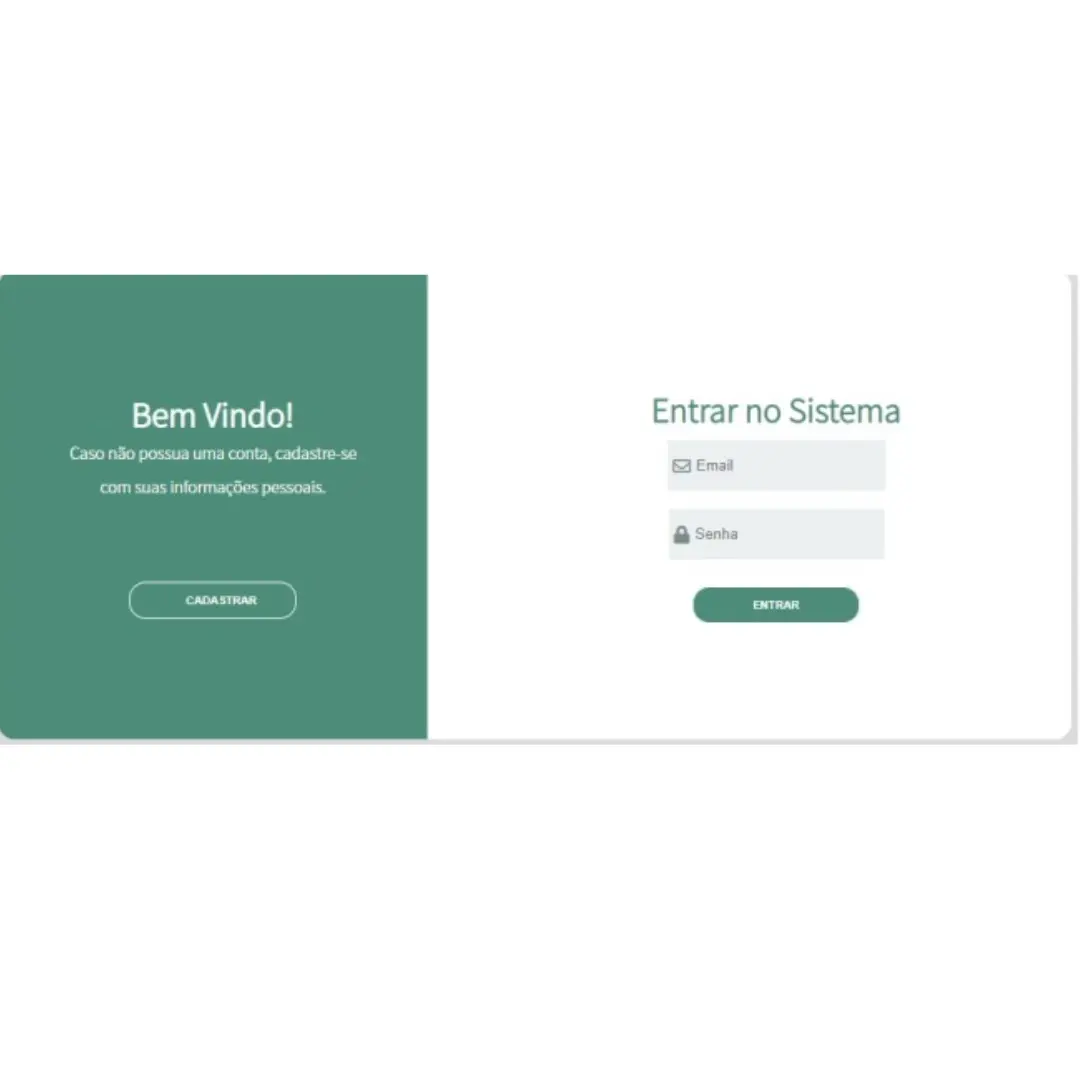 Bem Vindo!
Caso não possua uma conta, cadastre-se
com suas informações pessoais.
CADASTRAR
Entrar no Sistema
Email
Senha
ENTRAR